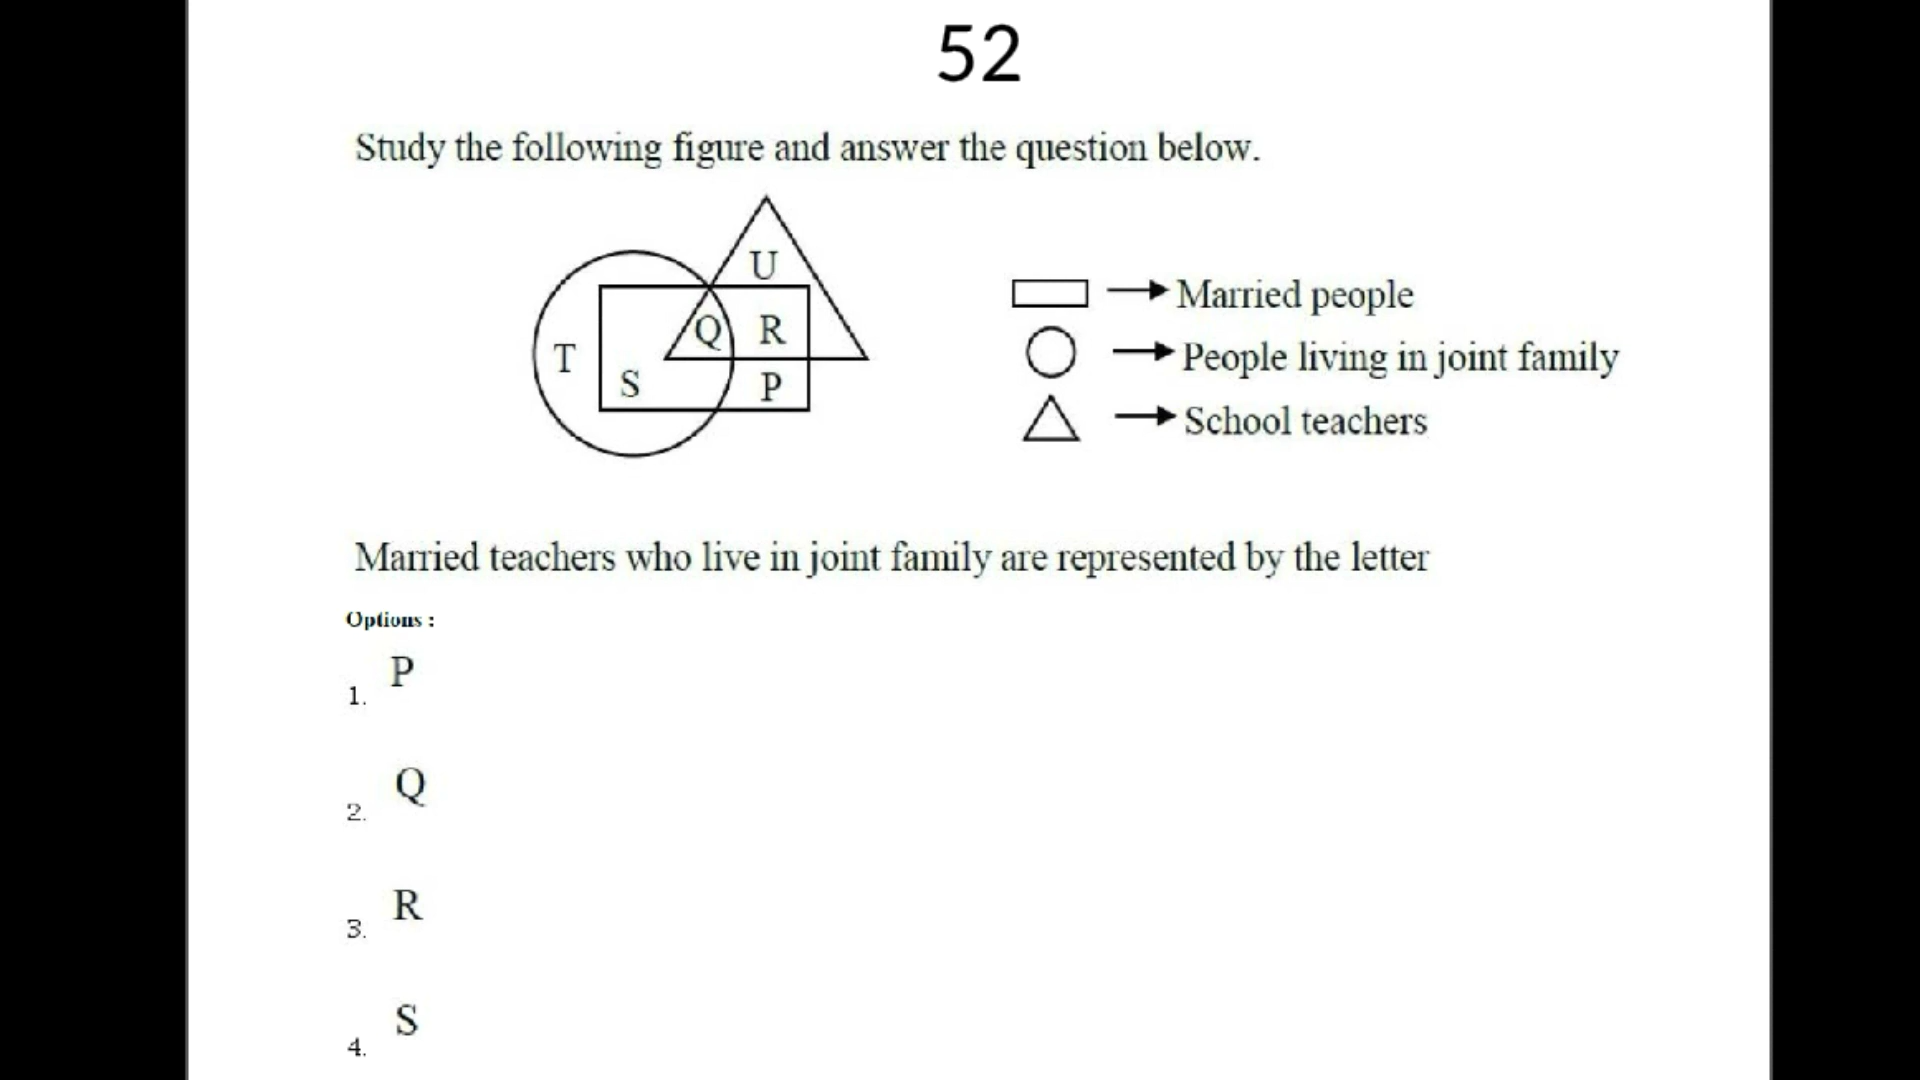 52
Study the following figure and answer the question below.
U
Q R
T
S P
Married people
People living in joint family
School teachers
Married teachers who live in joint family are represented by the letter
Options :
1. P
2. Q
3. R
4. S